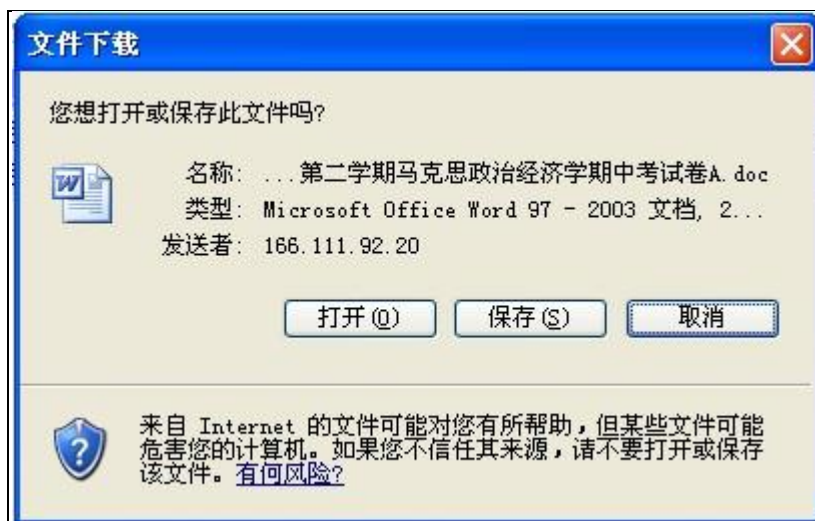 文件下载
您想打开或保存此文件吗?
名称: ...第二学期马克思政治经济学期中考试卷A.doc
类型: Microsoft Office Word 97 - 2003 文档, 2...
发送者: 166.111.92.20
打开(O) 保存(S) 取消
来自 Internet 的文件可能对您有所帮助，但某些文件可能
危害您的计算机。如果您不信任其来源，请不要打开或保存
该文件。有何风险?